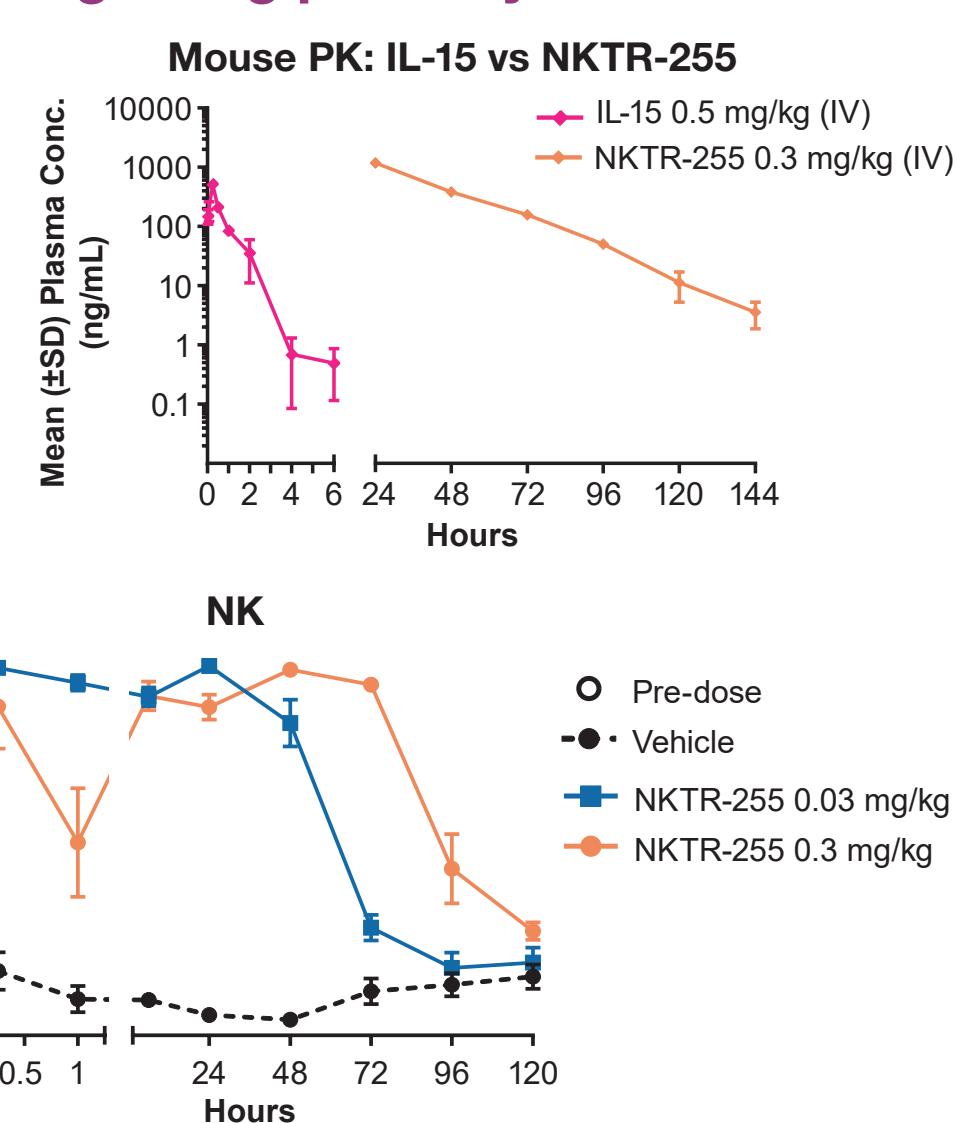 Mouse PK: IL-15 vs NKTR-255
Mean (±SD) Plasma Conc.
(ng/mL)
10000
1000
100
10
1
0.1
IL-15 0.5 mg/kg (IV)
NKTR-255 0.3 mg/kg (IV)
0 2 4 6 24 48 72 96 120 144
Hours
NK
Pre-dose
Vehicle
NKTR-255 0.03 mg/kg
NKTR-255 0.3 mg/kg
0.5 1 24 48 72 96 120
Hours